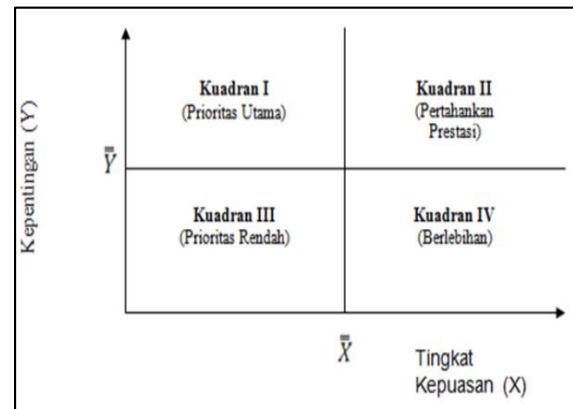 Kepentingan (Y)
Kuadran I
(Prioritas Utama)
Kuadran II
(Pertahankan
Prestasi)
Y̿
Kuadran III
(Prioritas Rendah)
Kuadran IV
(Berlebihan)
X̿
Tingkat
Kepuasan (X)